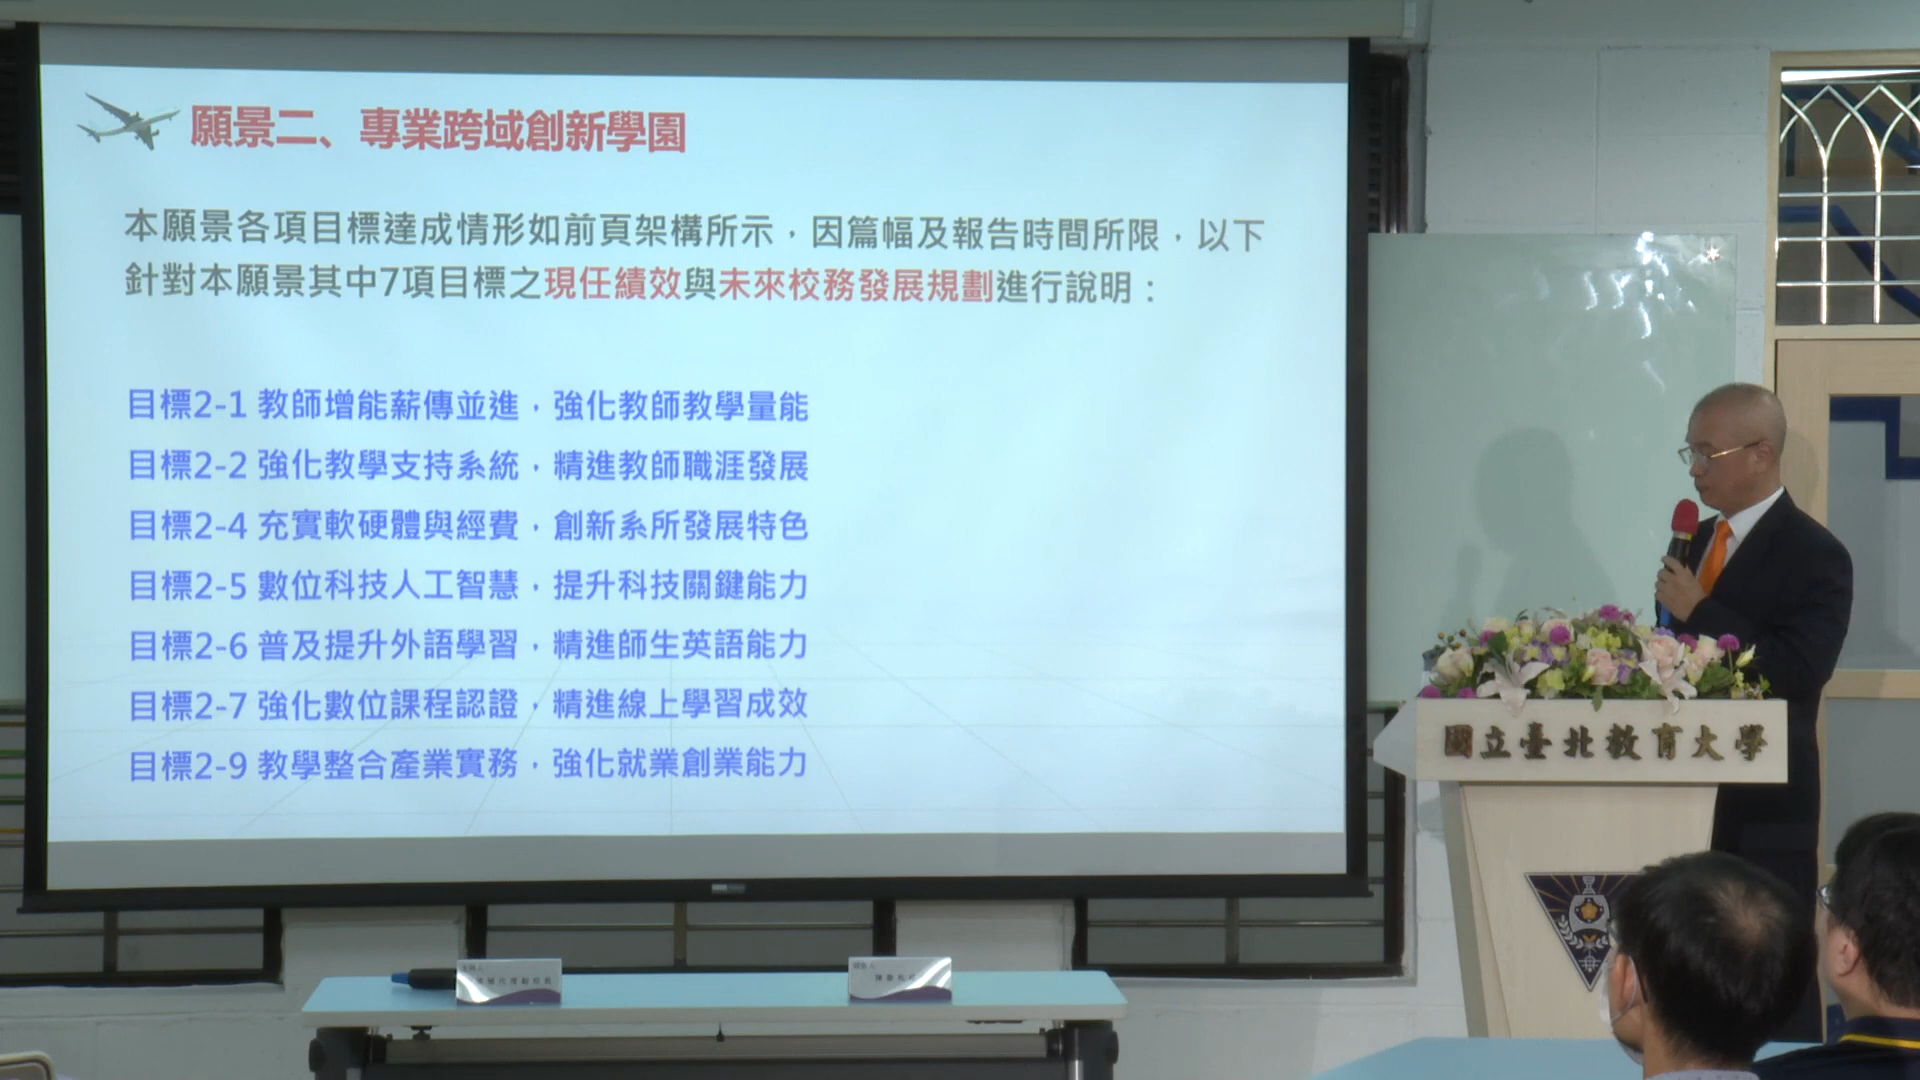 願景二、專業跨域創新學園
本願景各項目標達成情形如前頁架構所示，因篇幅及報告時間所限，以下
針對本願景其中7項目標之現任績效與未來校務發展規劃進行說明：
目標2-1 教師增能薪傳並進，強化教師教學量能
目標2-2 強化教學支持系統，精進教師職涯發展
目標2-4 充實軟硬體與經費，創新系所發展特色
目標2-5 數位科技人工智慧，提升科技關鍵能力
目標2-6 普及提升外語學習，精進師生英語能力
目標2-7 強化數位課程認證，精進線上學習成效
目標2-9 教學整合產業實務，強化就業創業能力
國立臺北教育大學